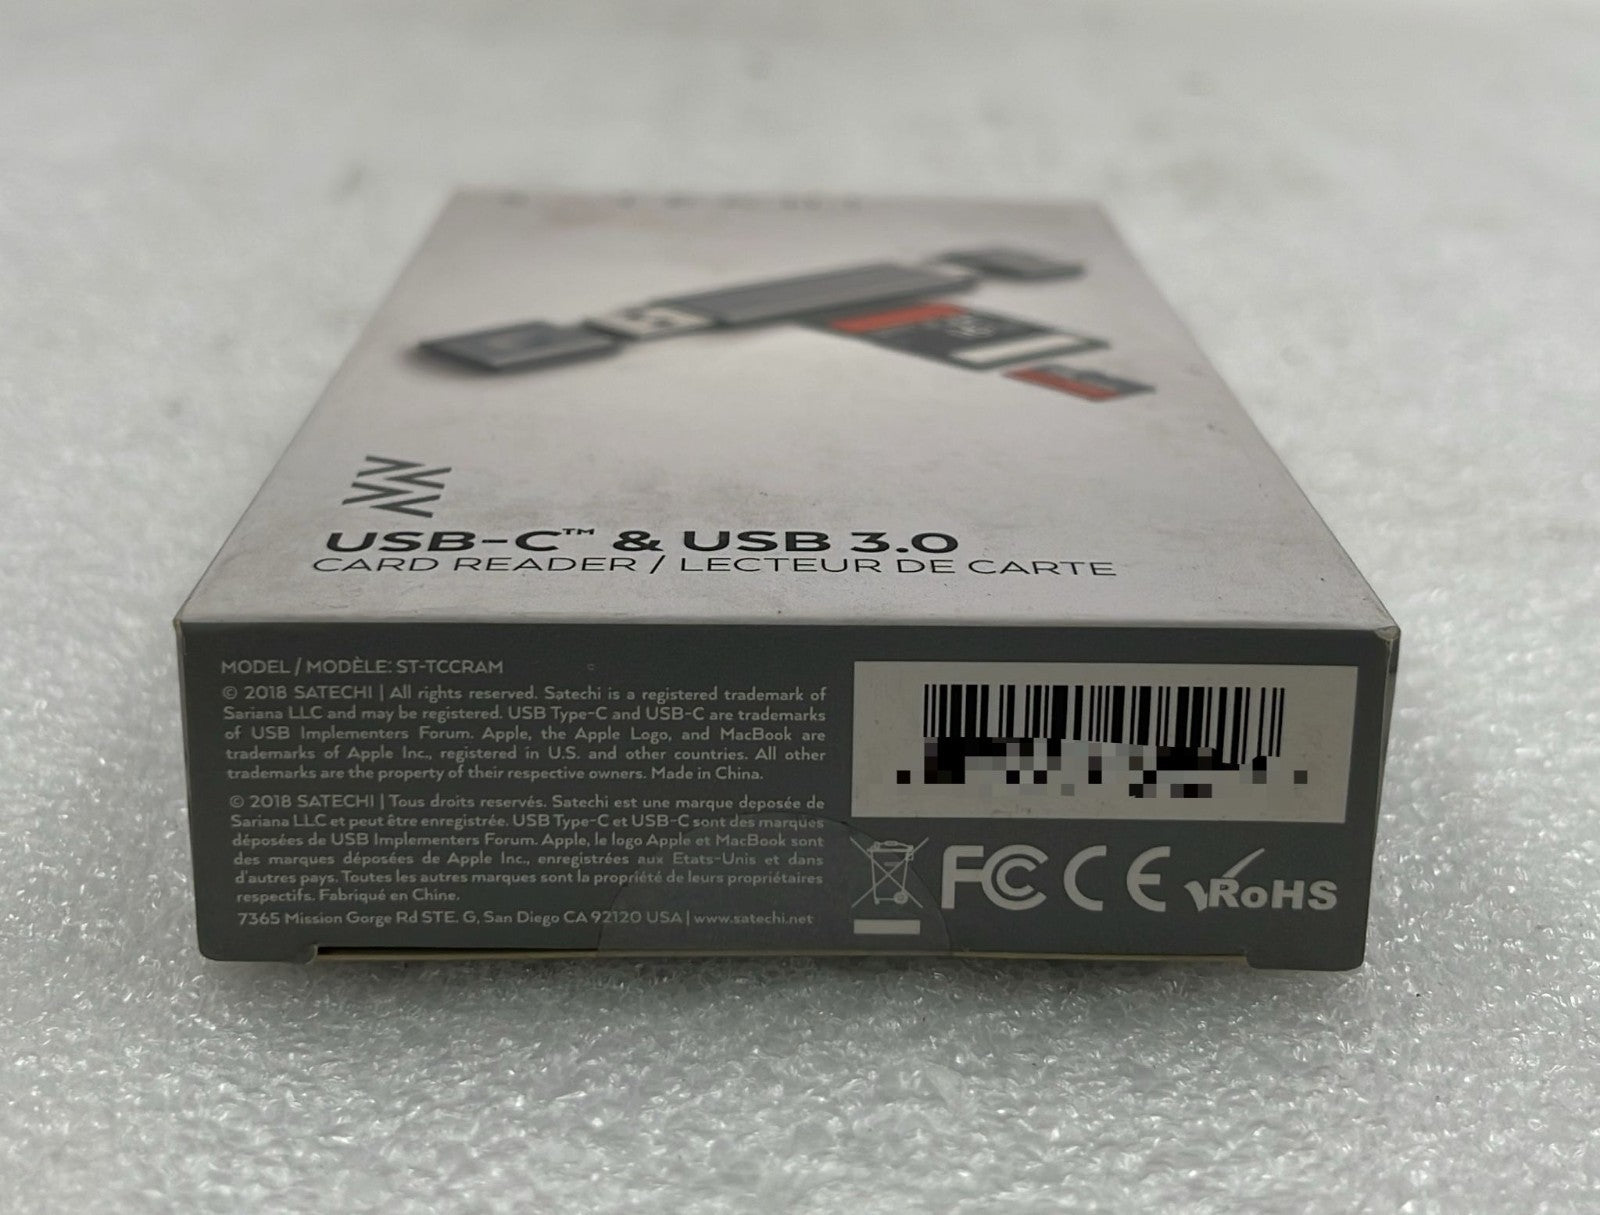 USB-C™ & USB 3.0
CARD READER / LECTEUR DE CARTE
MODEL / MODÈLE: ST-TCCRAM
© 2018 SATECHI | All rights reserved. Satechi is a registered trademark of
Sariana LLC and may be registered. USB Type-C and USB-C are trademarks
of USB Implementers Forum. Apple, the Apple Logo, and MacBook are
trademarks of Apple Inc., registered in U.S. and other countries. All other
trademarks are the property of their respective owners. Made in China.
© 2018 SATECHI | Tous droits reservés. Satechi est une marque deposée de
Sariana LLC et peut être enregistrée. USB Type-C et USB-C sont des marques
déposées de USB Implementers Forum. Apple, le logo Apple et MacBook sont
des marques déposées de Apple Inc., enregistrées aux Etats-Unis et dans
d'autres pays. Toutes les autres marques sont la propriété de leurs propriétaires
respectifs. Fabriqué en Chine.
7365 Mission Gorge Rd STE. G, San Diego CA 92120 USA | www.satechi.net
FC CE RoHS